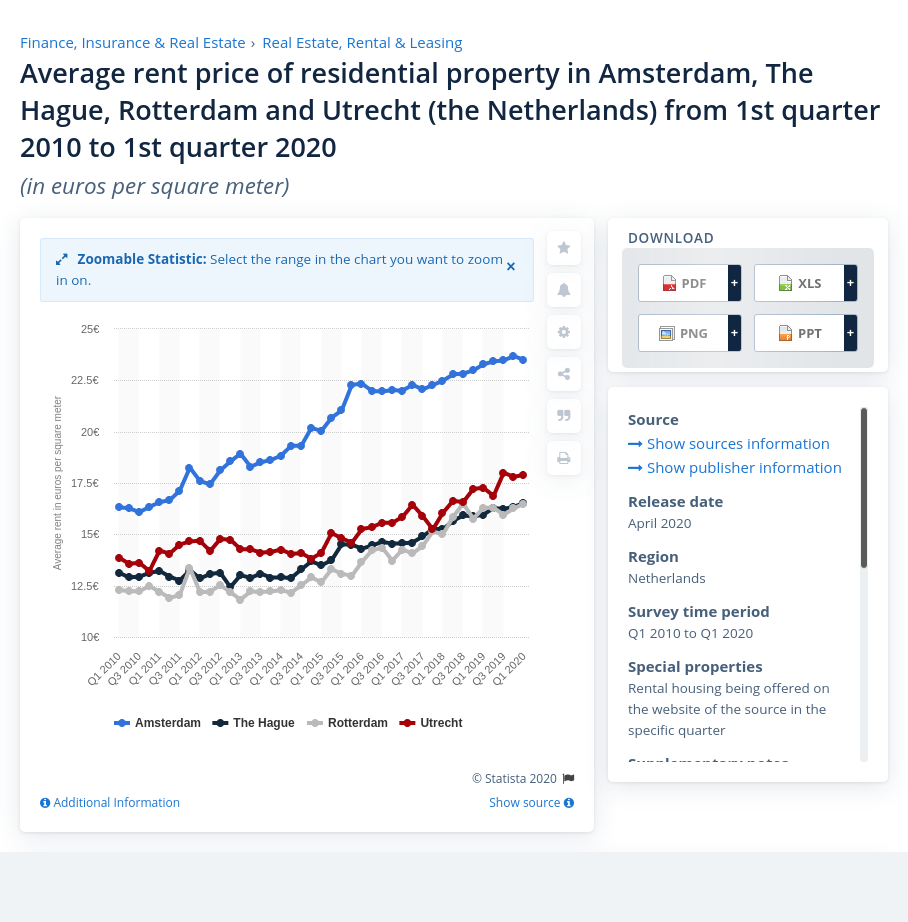 Finance, Insurance & Real Estate › Real Estate, Rental & Leasing
Average rent price of residential property in Amsterdam, The
Hague, Rotterdam and Utrecht (the Netherlands) from 1st quarter
2010 to 1st quarter 2020
(in euros per square meter)
Zoomable Statistic: Select the range in the chart you want to zoom
in on.
×
25€
22.5€
20€
17.5€
15€
12.5€
10€
Average rent in euros per square meter
Q1 2010
Q3 2010
Q1 2011
Q3 2011
Q1 2012
Q3 2012
Q1 2013
Q3 2013
Q1 2014
Q3 2014
Q1 2015
Q3 2015
Q1 2016
Q3 2016
Q1 2017
Q3 2017
Q1 2018
Q3 2018
Q1 2019
Q3 2019
Q1 2020
Amsterdam The Hague Rotterdam Utrecht
© Statista 2020
Additional Information Show source
DOWNLOAD
PDF + XLS +
PNG + PPT +
Source
Show sources information
Show publisher information
Release date
April 2020
Region
Netherlands
Survey time period
Q1 2010 to Q1 2020
Special properties
Rental housing being offered on
the website of the source in the
specific quarter
Supplementary notes